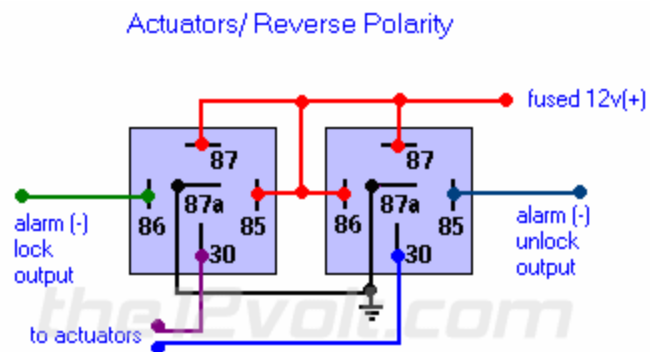 Actuators/ Reverse Polarity
fused 12v(+)
87
87
86
87a
85
86
87a
85
30
30
alarm (-)
lock
output
alarm (-)
unlock
output
the12volt.com
to actuators